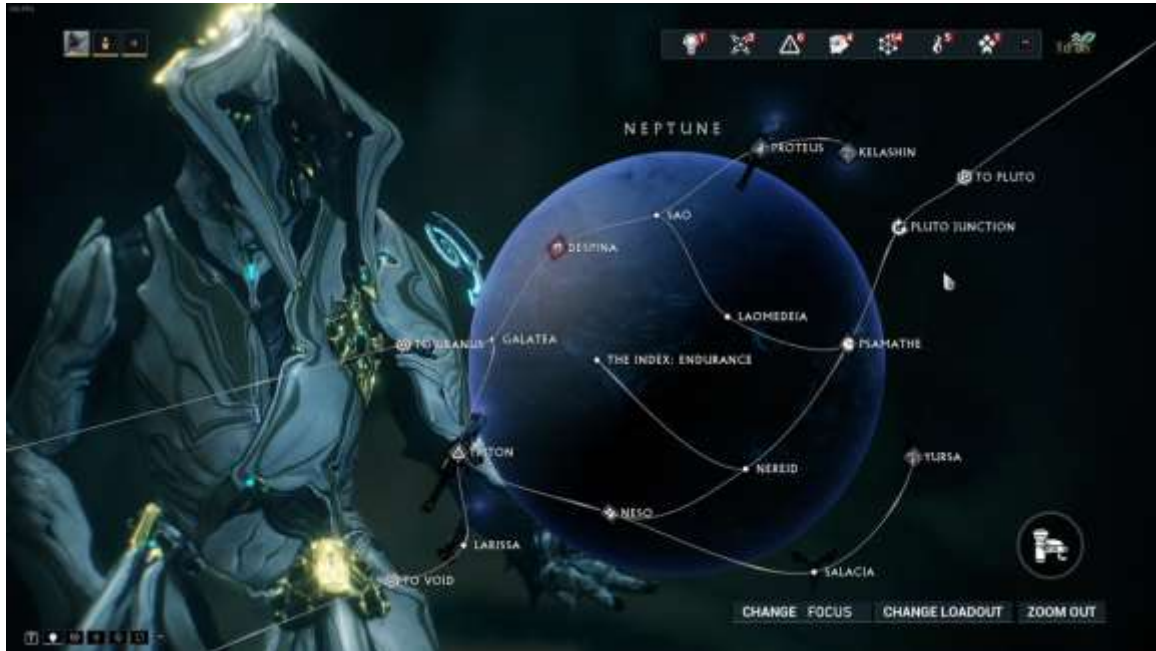 NEPTUNE
PROTEUS
KELASHIN
TO PLUTO
SAO
PLUTO JUNCTION
DESPINA
LAOMEDEIA
TO URANUS
GALATEA
PSAMATHE
THE INDEX: ENDURANCE
TRITON
YURSA
NEREID
NESO
LARISSA
SALACIA
TO VOID
CHANGE FOCUS
CHANGE LOADOUT
ZOOM OUT